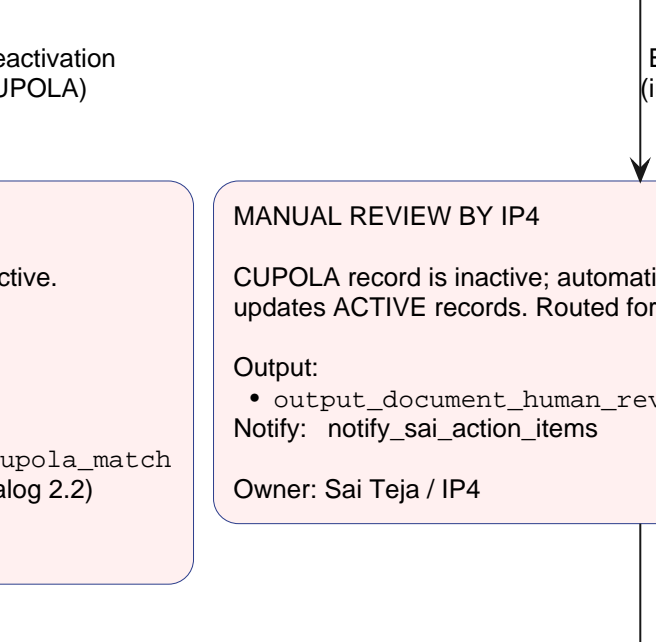 eactivation
UPOLA)
E
(i
ctive.
upola_match
alog 2.2)
MANUAL REVIEW BY IP4
CUPOLA record is inactive; automati
updates ACTIVE records. Routed for
Output:
• output_document_human_rev
Notify: notify_sai_action_items
Owner: Sai Teja / IP4